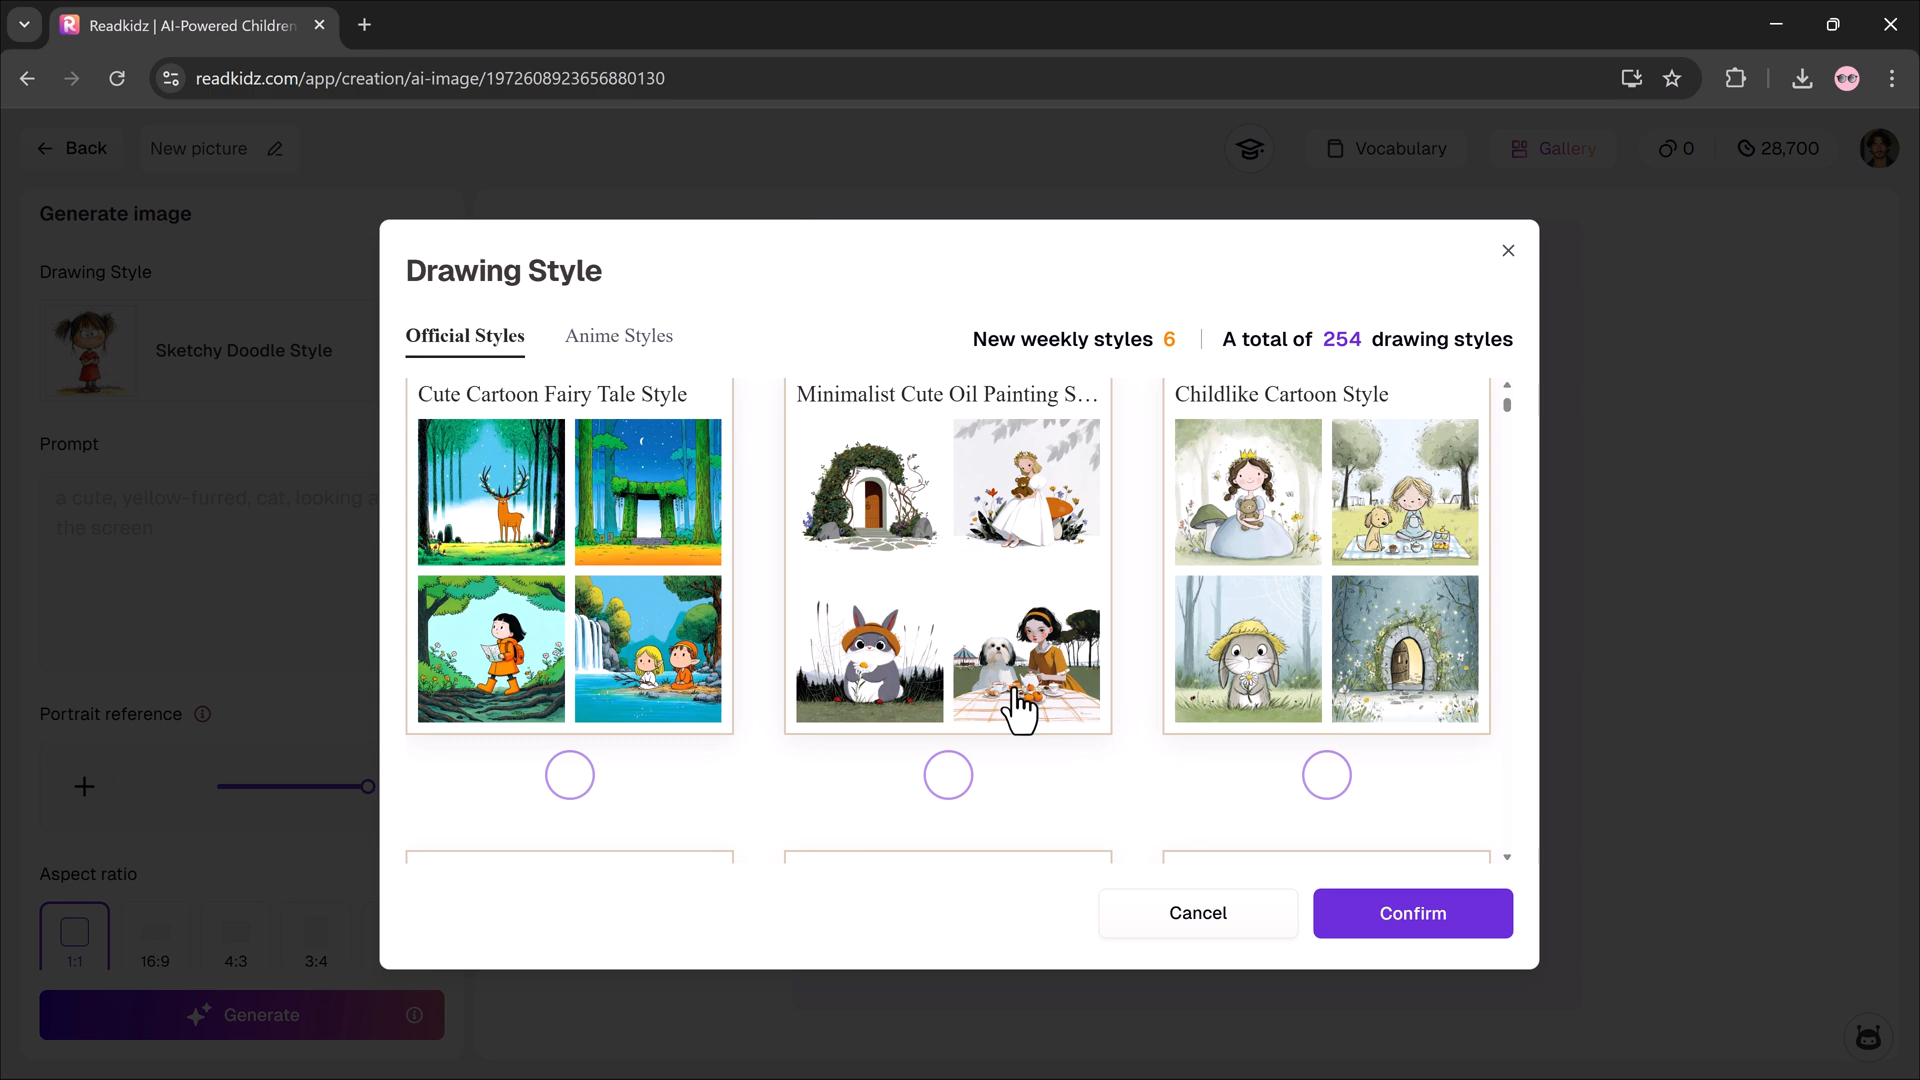 Readkidz | AI-Powered Children
readkidz.com/app/creation/ai-image/1972608923656880130
Back
New picture
Vocabulary
Gallery
0
28,700
Generate image
Drawing Style
Sketchy Doodle Style
Prompt
a cute, yellow-furred, cat, looking a
the screen
Portrait reference
Aspect ratio
1:1
16:9
4:3
3:4
Generate
Drawing Style
Official Styles
Anime Styles
New weekly styles 6
A total of 254 drawing styles
Cute Cartoon Fairy Tale Style
Minimalist Cute Oil Painting S...
Childlike Cartoon Style
Cancel
Confirm